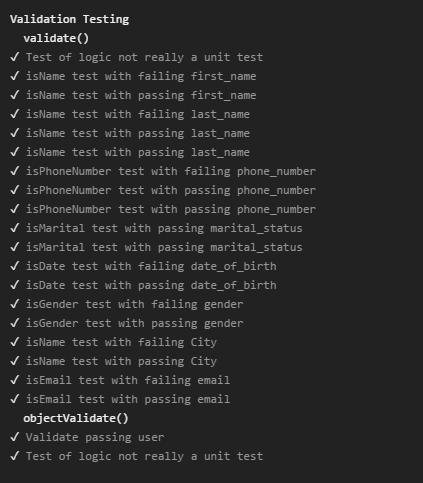 Validation Testing
validate()
✓ Test of logic not really a unit test
✓ isName test with failing first_name
✓ isName test with passing first_name
✓ isName test with failing last_name
✓ isName test with passing last_name
✓ isName test with passing last_name
✓ isPhoneNumber test with failing phone_number
✓ isPhoneNumber test with passing phone_number
✓ isPhoneNumber test with passing phone_number
✓ isMarital test with passing marital_status
✓ isMarital test with passing marital_status
✓ isDate test with failing date_of_birth
✓ isDate test with passing date_of_birth
✓ isGender test with failing gender
✓ isGender test with passing gender
✓ isName test with failing City
✓ isName test with passing City
✓ isEmail test with failing email
✓ isEmail test with passing email
objectValidate()
✓ Validate passing user
✓ Test of logic not really a unit test